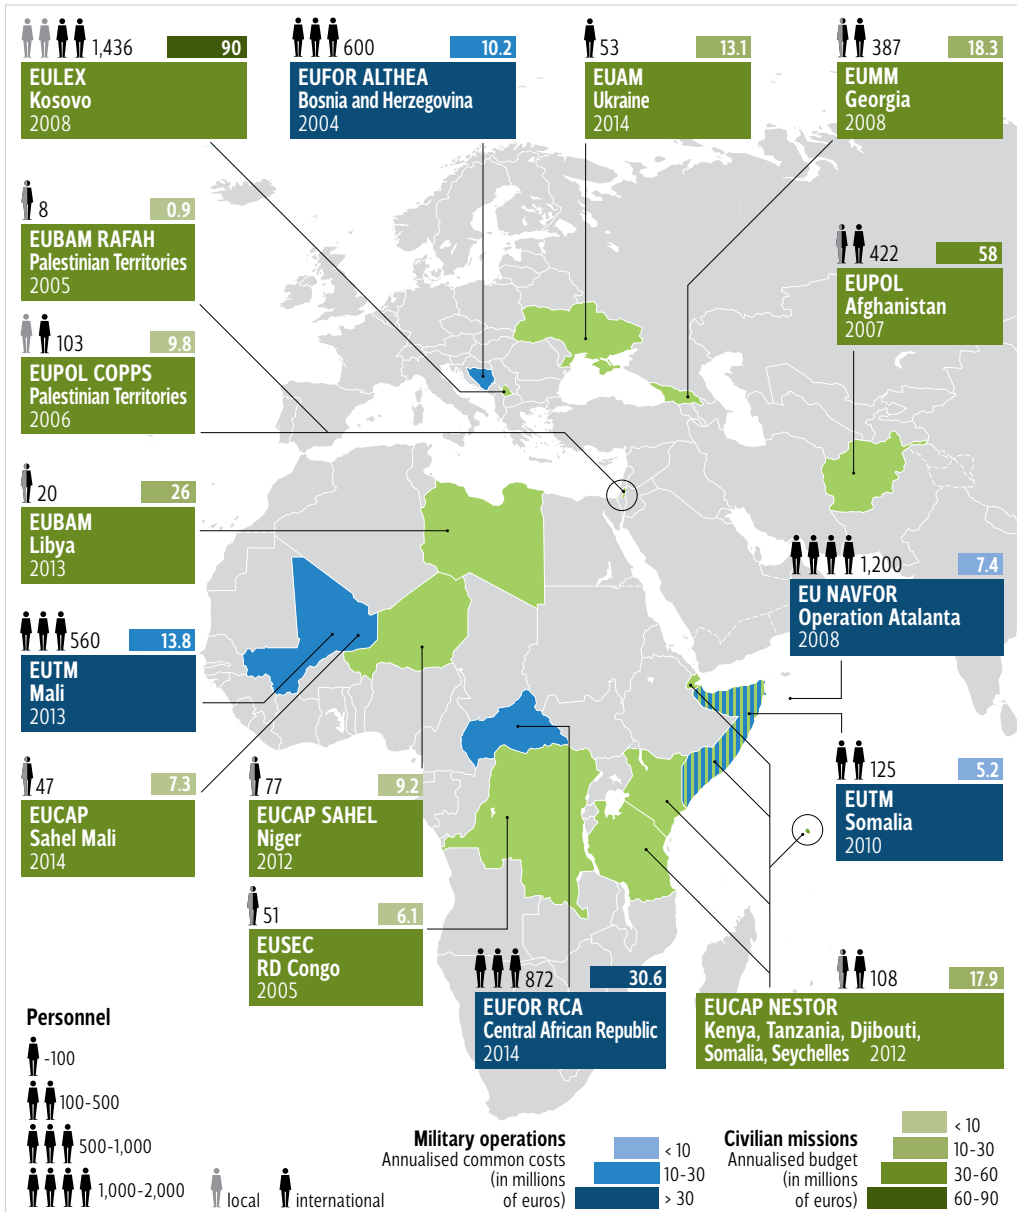 1,436
90
EULEX
Kosovo
2008
600
10.2
EUFOR ALTHEA
Bosnia and Herzegovina
2004
53
13.1
EUAM
Ukraine
2014
387
18.3
EUMM
Georgia
2008
8
0.9
EUBAM RAFAH
Palestinian Territories
2005
422
58
EUPOL
Afghanistan
2007
103
9.8
EUPOL COPPS
Palestinian Territories
2006
20
26
EUBAM
Libya
2013
1,200
7.4
EU NAVFOR
Operation Atalanta
2008
560
13.8
EUTM
Mali
2013
125
5.2
EUTM
Somalia
2010
47
7.3
EUCAP
Sahel Mali
2014
77
9.2
EUCAP SAHEL
Niger
2012
51
6.1
EUSEC
RD Congo
2005
872
30.6
EUFOR RCA
Central African Republic
2014
108
17.9
EUCAP NESTOR
Kenya, Tanzania, Djibouti,
Somalia, Seychelles 2012
Personnel
-100
100-500
500-1,000
1,000-2,000
local
international
Military operations
Annualised common costs
(in millions
of euros)
< 10
10-30
> 30
Civilian missions
Annualised budget
(in millions
of euros)
< 10
10-30
30-60
60-90